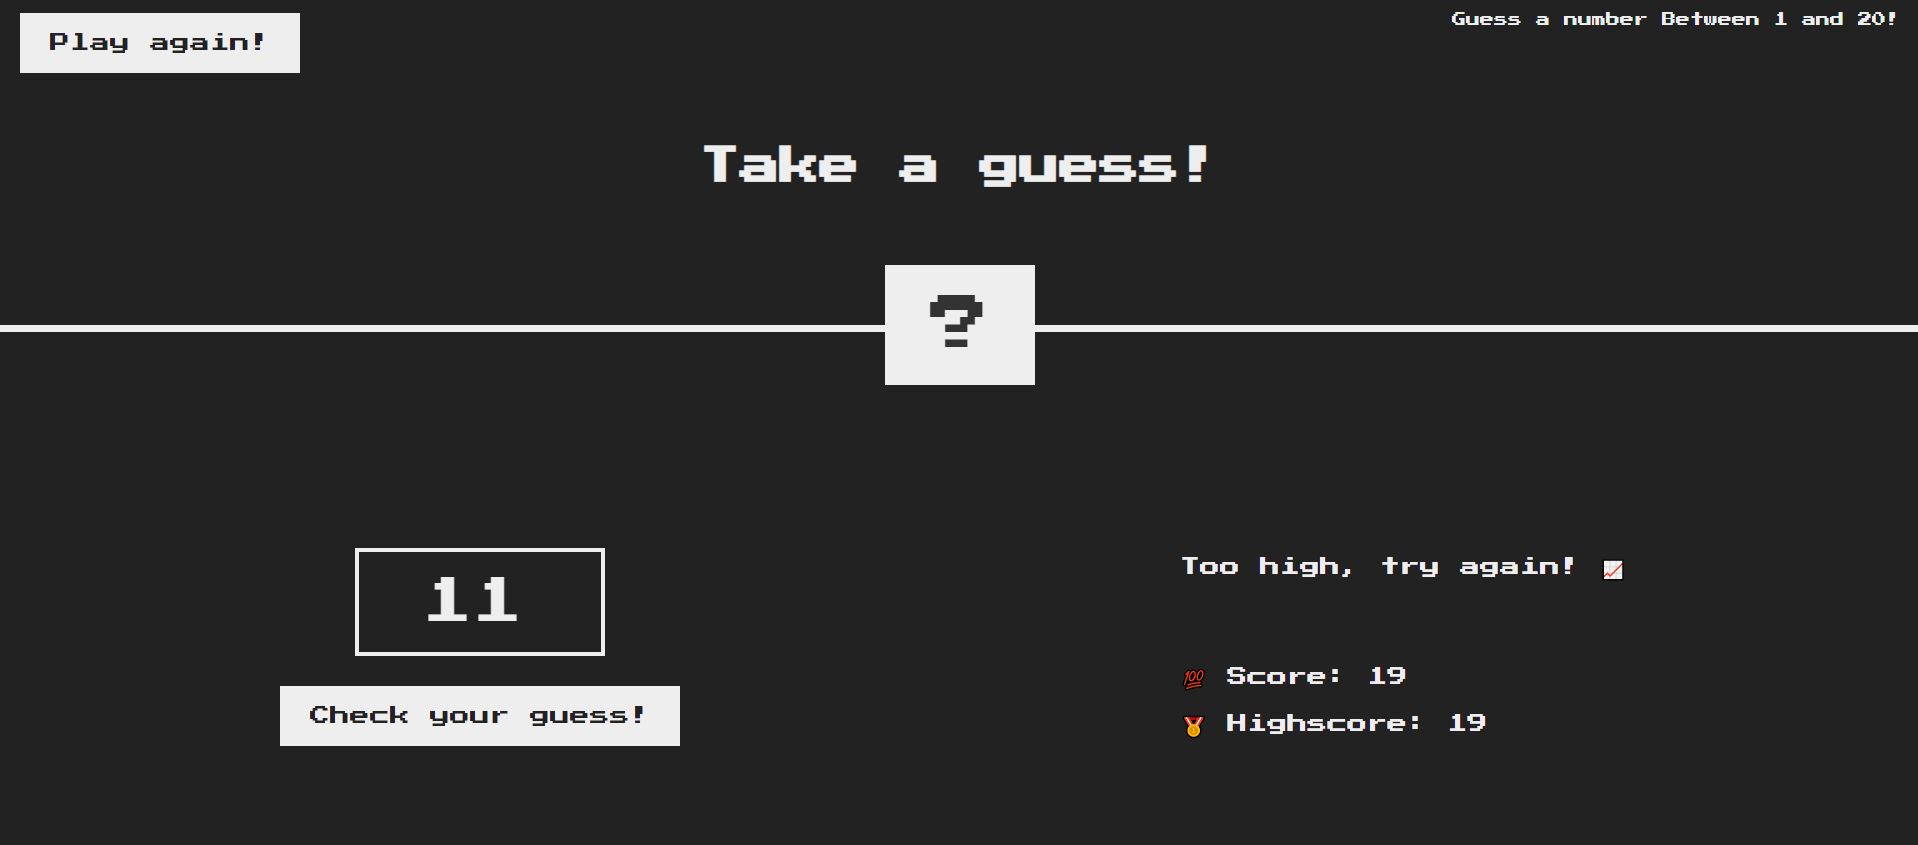 Play again!
Guess a number Between 1 and 20!
Take a guess!
?
11
Check your guess!
Too high, try again! 📈
💯 Score: 19
🥇 Highscore: 19